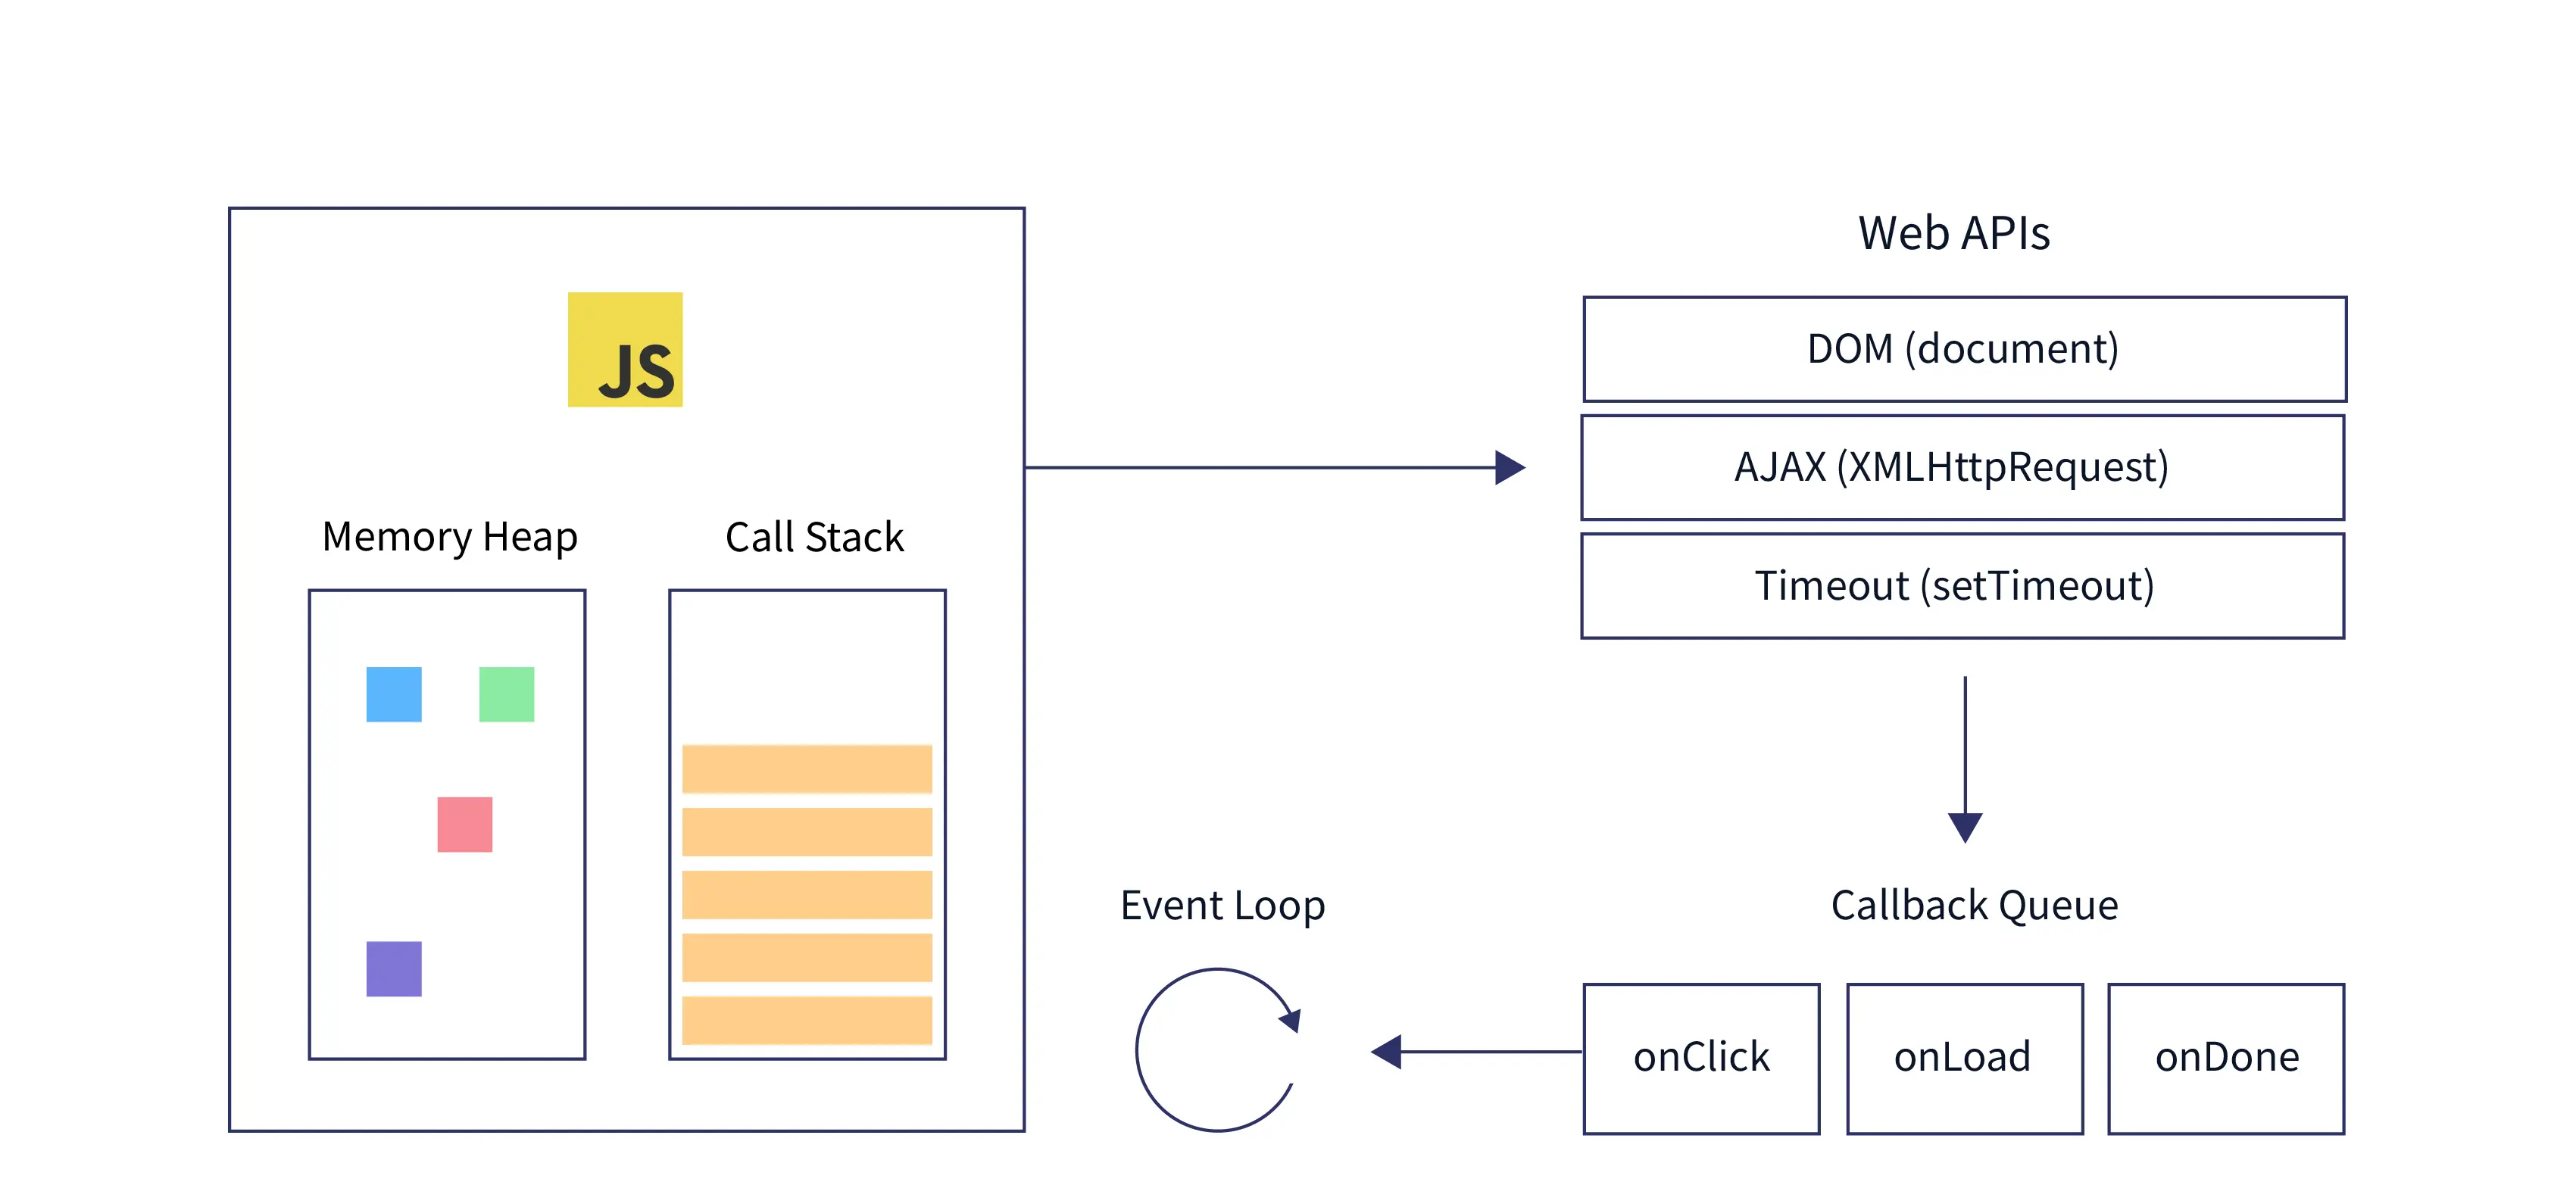 JS
Memory Heap
Call Stack
Web APIs
DOM (document)
AJAX (XMLHttpRequest)
Timeout (setTimeout)
Event Loop
Callback Queue
onClick
onLoad
onDone